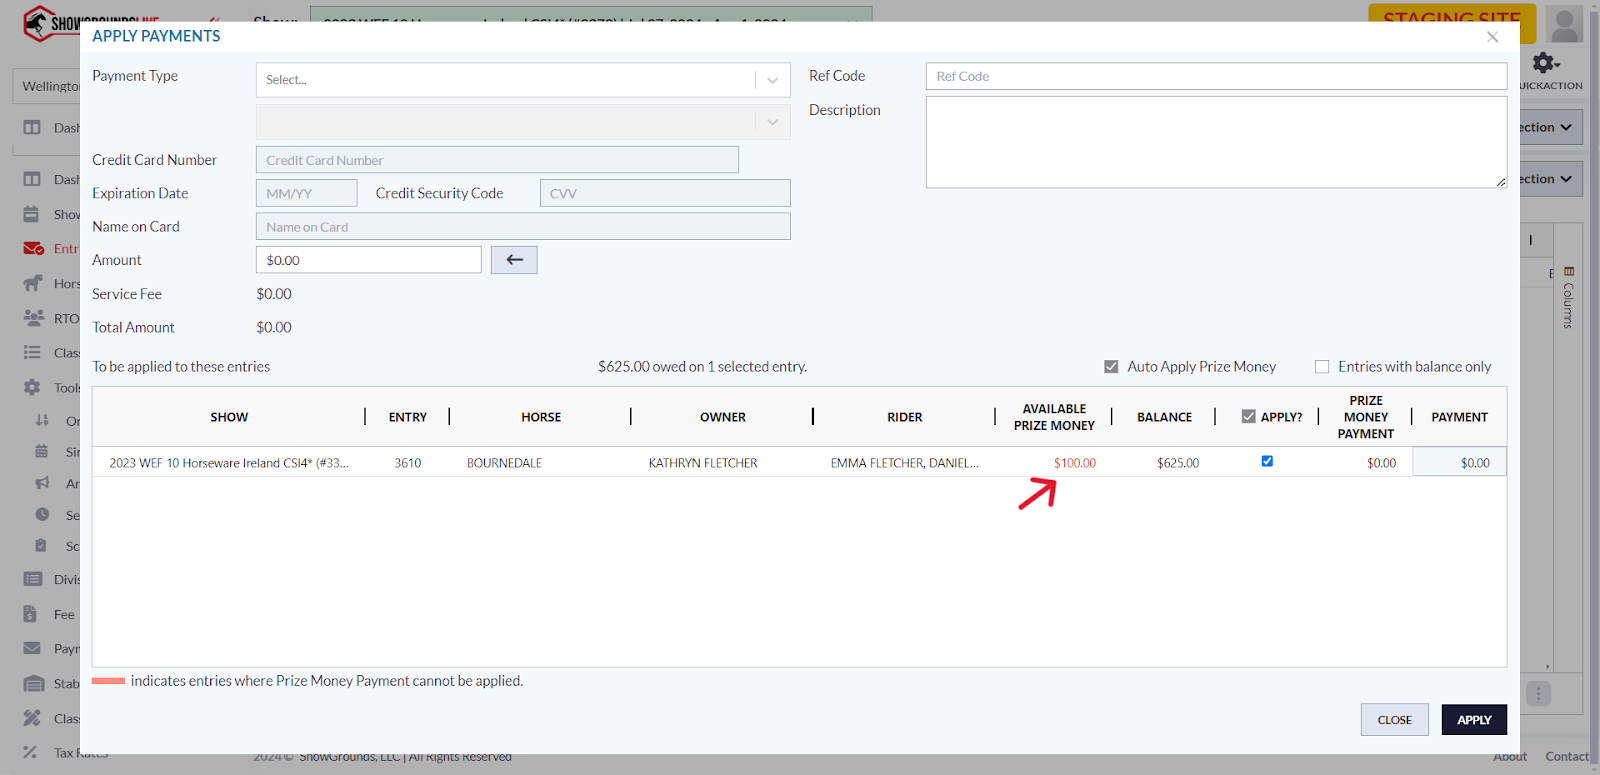 SHOWGROUNDSLIVE
Show:
STAGING SITE
APPLY PAYMENTS
Payment Type
Select...
Ref Code
Ref Code
Description
Credit Card Number
Credit Card Number
Expiration Date
MM/YY
Credit Security Code
CVV
Name on Card
Name on Card
Amount
$0.00
Service Fee
$0.00
Total Amount
$0.00
To be applied to these entries
$625.00 owed on 1 selected entry.
Auto Apply Prize Money
Entries with balance only
SHOW
ENTRY
HORSE
OWNER
RIDER
AVAILABLE
PRIZE MONEY
BALANCE
APPLY?
PRIZE
MONEY
PAYMENT
PAYMENT
2023 WEF 10 Horseware Ireland CSI4* (#33...
3610
BOURNEDALE
KATHRYN FLETCHER
EMMA FLETCHER, DANIEL...
$100.00
$625.00
$0.00
$0.00
indicates entries where Prize Money Payment cannot be applied.
CLOSE
APPLY
Wellingto
Dash
Dash
Show
Entr
Hors
RTO
Clas
Tools
Or
Sin
Ar
Se
Sc
Divis
Fee
Payn
Stab
Clas
Tax Rates
UICKACTION
ection
ection
Columns
2024 © ShowGrounds, LLC | All Rights Reserved
About
Contact